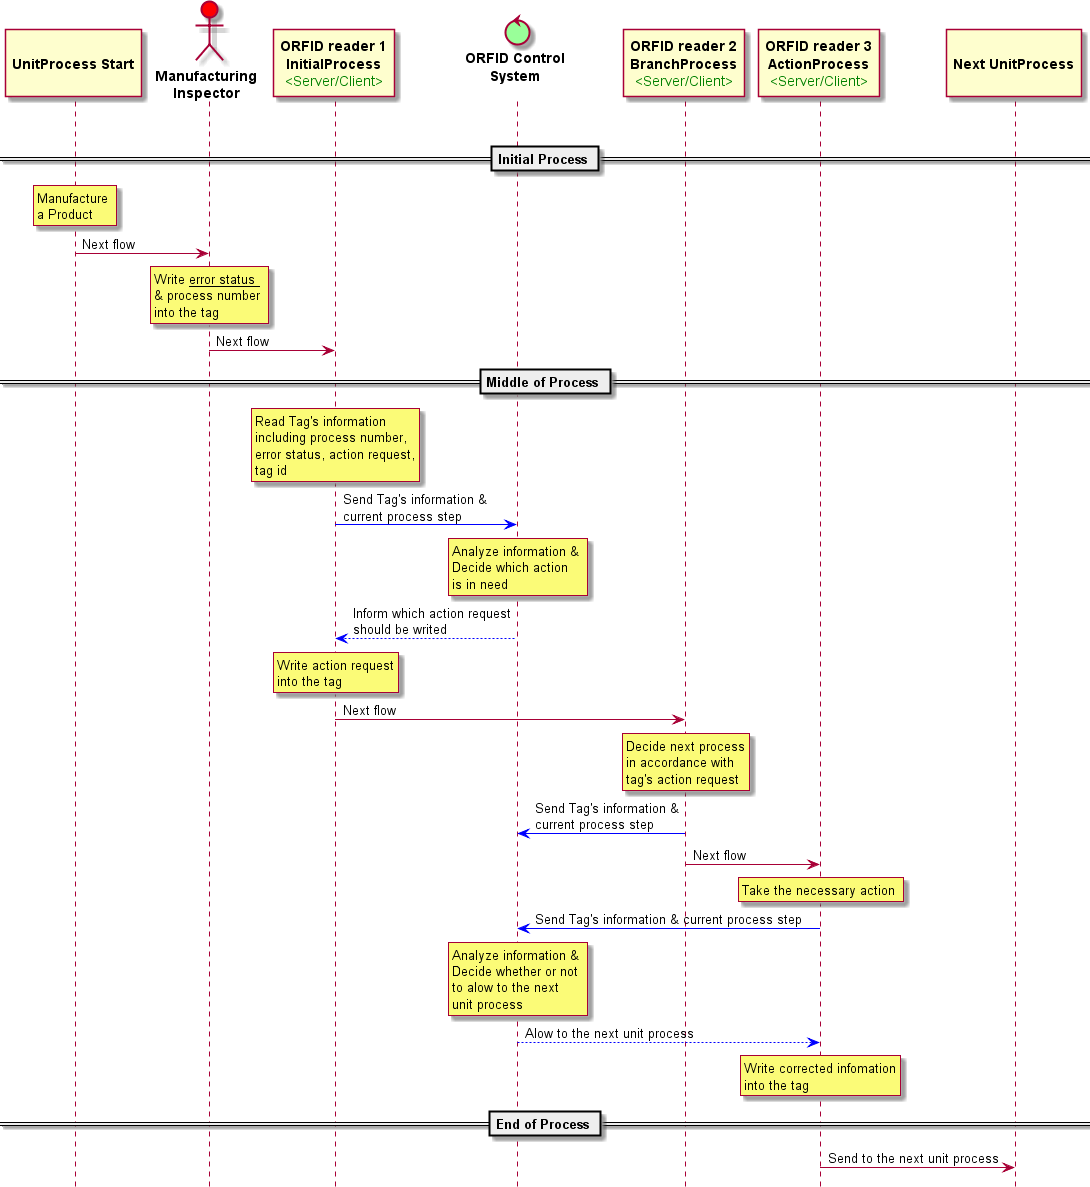 UnitProcess Start
Manufacturing
Inspector
ORFID reader 1
InitialProcess
<Server/Client>
ORFID Control
System
ORFID reader 2
BranchProcess
<Server/Client>
ORFID reader 3
ActionProcess
<Server/Client>
Next UnitProcess
Initial Process
Manufacture
a Product
Next flow
Write error status
& process number
into the tag
Next flow
Middle of Process
Read Tag's information
including process number,
error status, action request,
tag id
Send Tag's information &
current process step
Analyze information &
Decide which action
is in need
Inform which action request
should be writed
Write action request
into the tag
Next flow
Decide next process
in accordance with
tag's action request
Send Tag's information &
current process step
Next flow
Take the necessary action
Send Tag's information & current process step
Analyze information &
Decide whether or not
to alow to the next
unit process
Alow to the next unit process
Write corrected infomation
into the tag
End of Process
Send to the next unit process